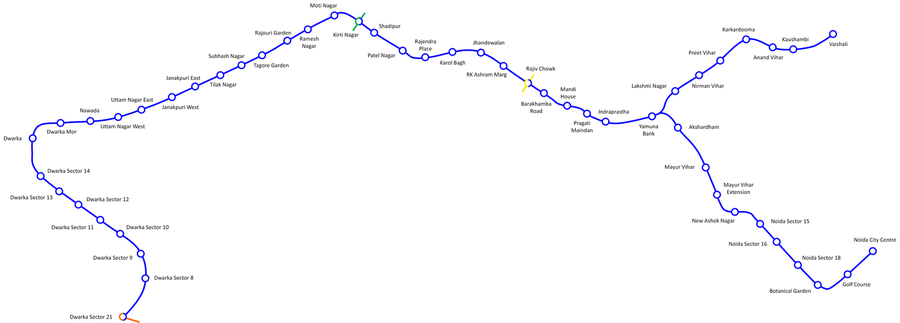 Moti Nagar
Kirti Nagar
Shadipur
Rajouri Garden
Ramesh
Nagar
Patel Nagar
Rajendra
Place
Karol Bagh
Jhandewalan
RK Ashram Marg
Rajiv Chowk
Barakhamba
Road
Mandi
House
Pragati
Maindan
Indraprastha
Yamuna
Bank
Lakshmi Nagar
Nirman Vihar
Preet Vihar
Karkardooma
Anand Vihar
Kaushambi
Vaishali
Subhash Nagar
Tagore Garden
Janakpuri East
Tilak Nagar
Uttam Nagar East
Janakpuri West
Nawada
Uttam Nagar West
Dwarka Mor
Dwarka
Dwarka Sector 14
Dwarka Sector 13
Dwarka Sector 12
Dwarka Sector 11
Dwarka Sector 10
Dwarka Sector 9
Dwarka Sector 8
Dwarka Sector 21
Akshardham
Mayur Vihar
Mayur Vihar
Extension
New Ashok Nagar
Noida Sector 15
Noida Sector 16
Noida Sector 18
Botanical Garden
Golf Course
Noida City Centre